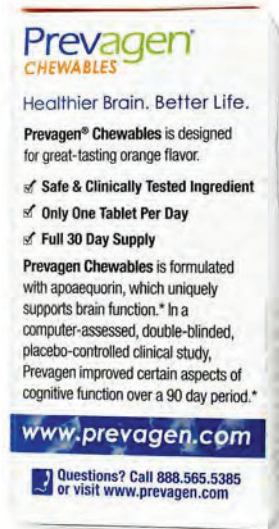 Prevagen®
CHEWABLES
Healthier Brain. Better Life.
Prevagen® Chewables is designed
for great-tasting orange flavor.
Safe & Clinically Tested Ingredient
Only One Tablet Per Day
Full 30 Day Supply
Prevagen Chewables is formulated
with apoaequorin, which uniquely
supports brain function.* In a
computer-assessed, double-blinded,
placebo-controlled clinical study,
Prevagen improved certain aspects of
cognitive function over a 90 day period.*
www.prevagen.com
Questions? Call 888.565.5385
or visit www.prevagen.com